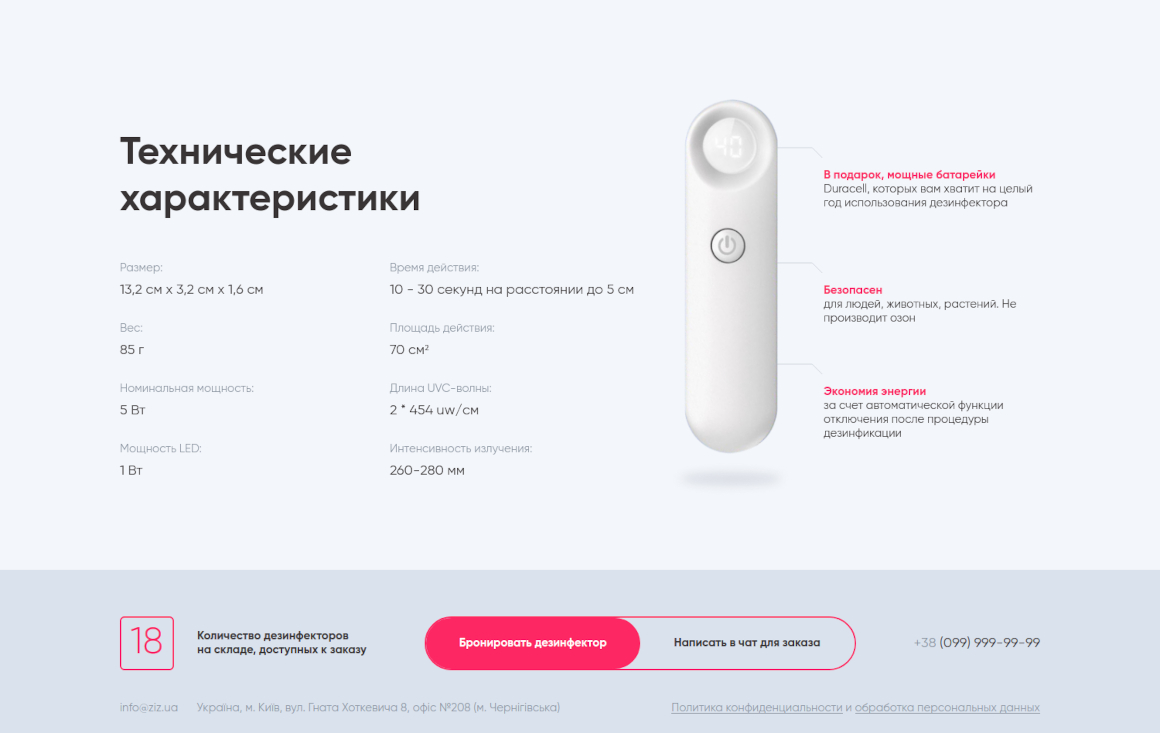 Технические
характеристики
Размер:
13,2 см х 3,2 см х 1,6 см
Вес:
85 г
Номинальная мощность:
5 Вт
Мощность LED:
1 Вт
Время действия:
10 - 30 секунд на расстоянии до 5 см
Площадь действия:
70 см²
Длина UVC-волны:
2 * 454 uw/см
Интенсивность излучения:
260-280 мм
40
В подарок, мощные батарейки
Duracell, которых вам хватит на целый
год использования дезинфектора
Безопасен
для людей, животных, растений. Не
производит озон
Экономия энергии
за счет автоматической функции
отключения после процедуры
дезинфикации
18
Количество дезинфекторов
на складе, доступных к заказу
Бронировать дезинфектор
Написать в чат для заказа
+38 (099) 999-99-99
info@ziz.ua
Україна, м. Київ, вул. Гната Хоткевича 8, офіс №208 (м. Чернігівська)
Политика конфиденциальности и обработка персональных данных